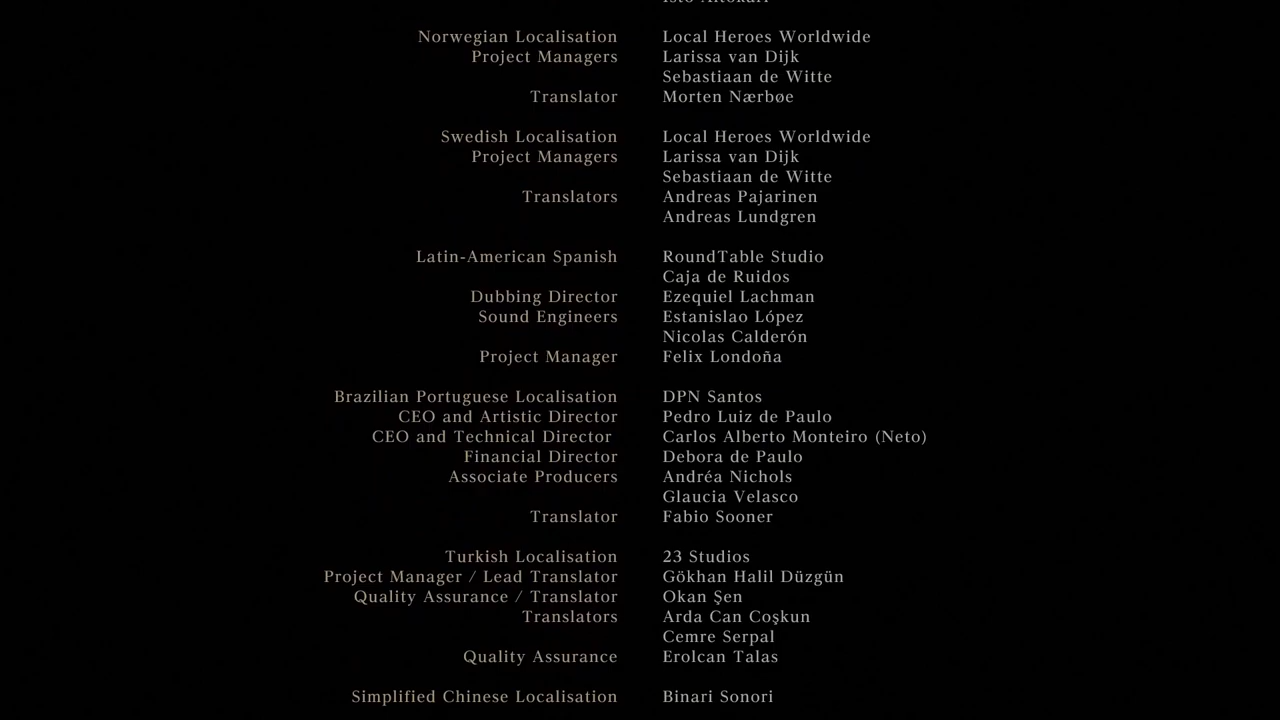 Norwegian Localisation Local Heroes Worldwide
Project Managers Larissa van Dijk
Sebastiaan de Witte
Translator Morten Nærbøe
Swedish Localisation Local Heroes Worldwide
Project Managers Larissa van Dijk
Sebastiaan de Witte
Translators Andreas Pajarinen
Andreas Lundgren
Latin-American Spanish RoundTable Studio
Caja de Ruidos
Dubbing Director Ezequiel Lachman
Sound Engineers Estanislao López
Nicolas Calderón
Project Manager Felix Londoña
Brazilian Portuguese Localisation DPN Santos
CEO and Artistic Director Pedro Luiz de Paulo
CEO and Technical Director Carlos Alberto Monteiro (Neto)
Financial Director Debora de Paulo
Associate Producers Andréa Nichols
Glaucia Velasco
Translator Fabio Sooner
Turkish Localisation 23 Studios
Project Manager / Lead Translator Gökhan Halil Düzgün
Quality Assurance / Translator Okan Şen
Translators Arda Can Coşkun
Cemre Serpal
Quality Assurance Erolcan Talas
Simplified Chinese Localisation Binari Sonori